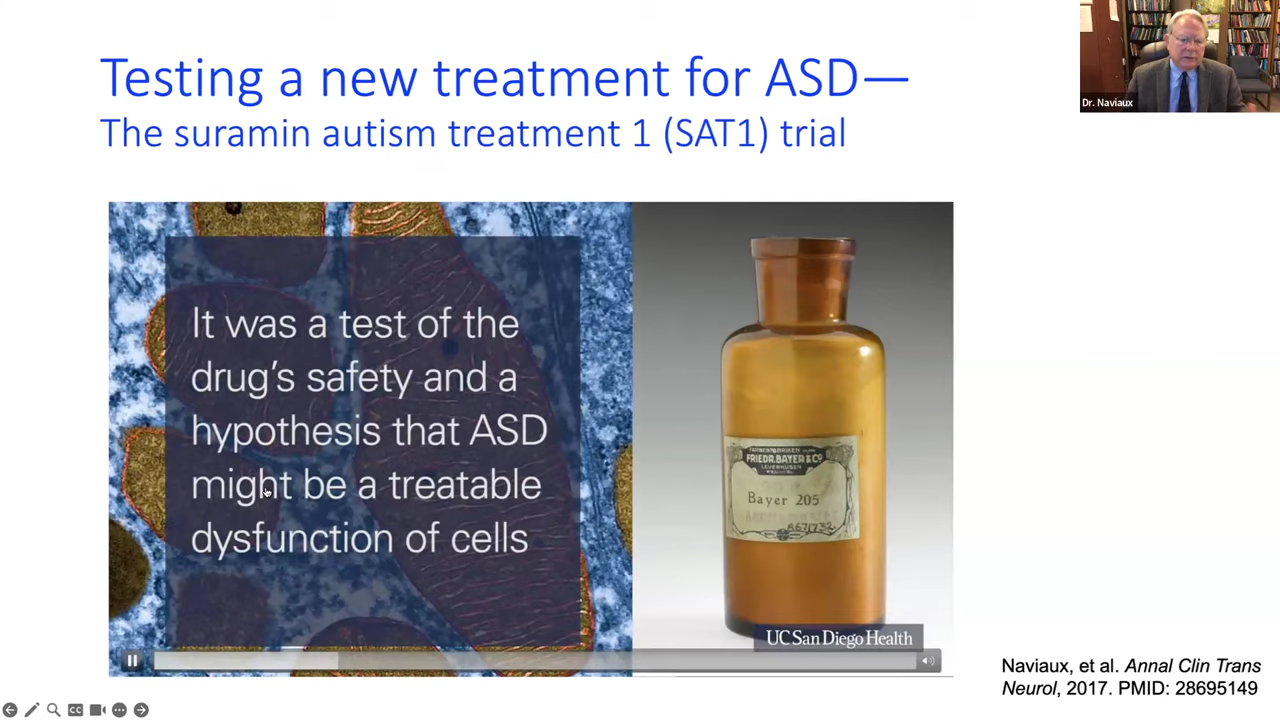 Testing a new treatment for ASD—
The suramin autism treatment 1 (SAT1) trial
Dr. Naviaux
It was a test of the
drug's safety and a
hypothesis that ASD
might be a treatable
dysfunction of cells
FRIEDR. BAYER & Co
LEVERKUSEN
Bayer 205
UC San Diego Health
Naviaux, et al. Annal Clin Trans
Neurol, 2017. PMID: 28695149
CC